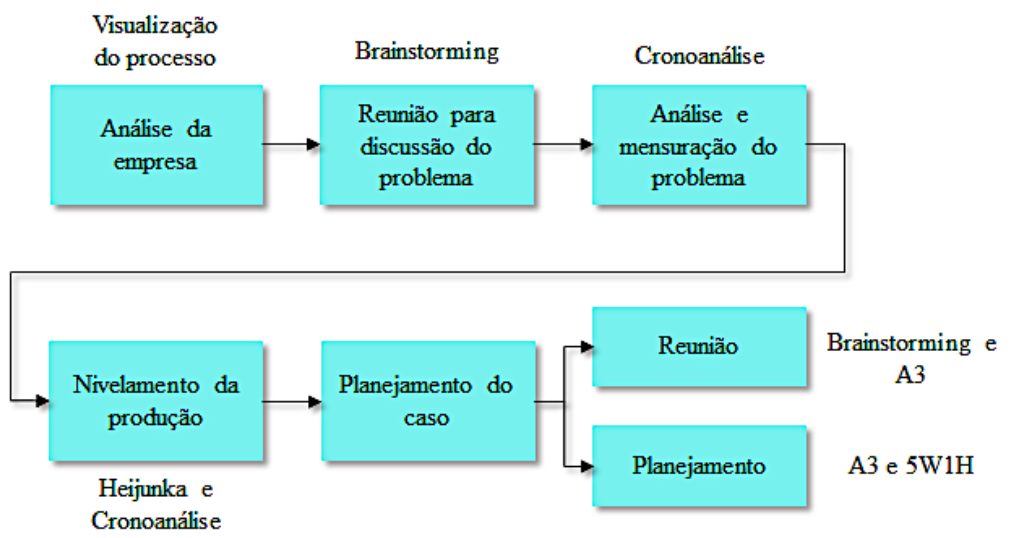 Visualização
do processo
Brainstorming
Cronoanálise
Análise da
empresa
Reunião para
discussão do
problema
Análise e
mensuração do
problema
Nivelamento da
produção
Planejamento do
caso
Reunião
Brainstorming e
A3
Planejamento
A3 e 5W1H
Heijunka e
Cronoanálise